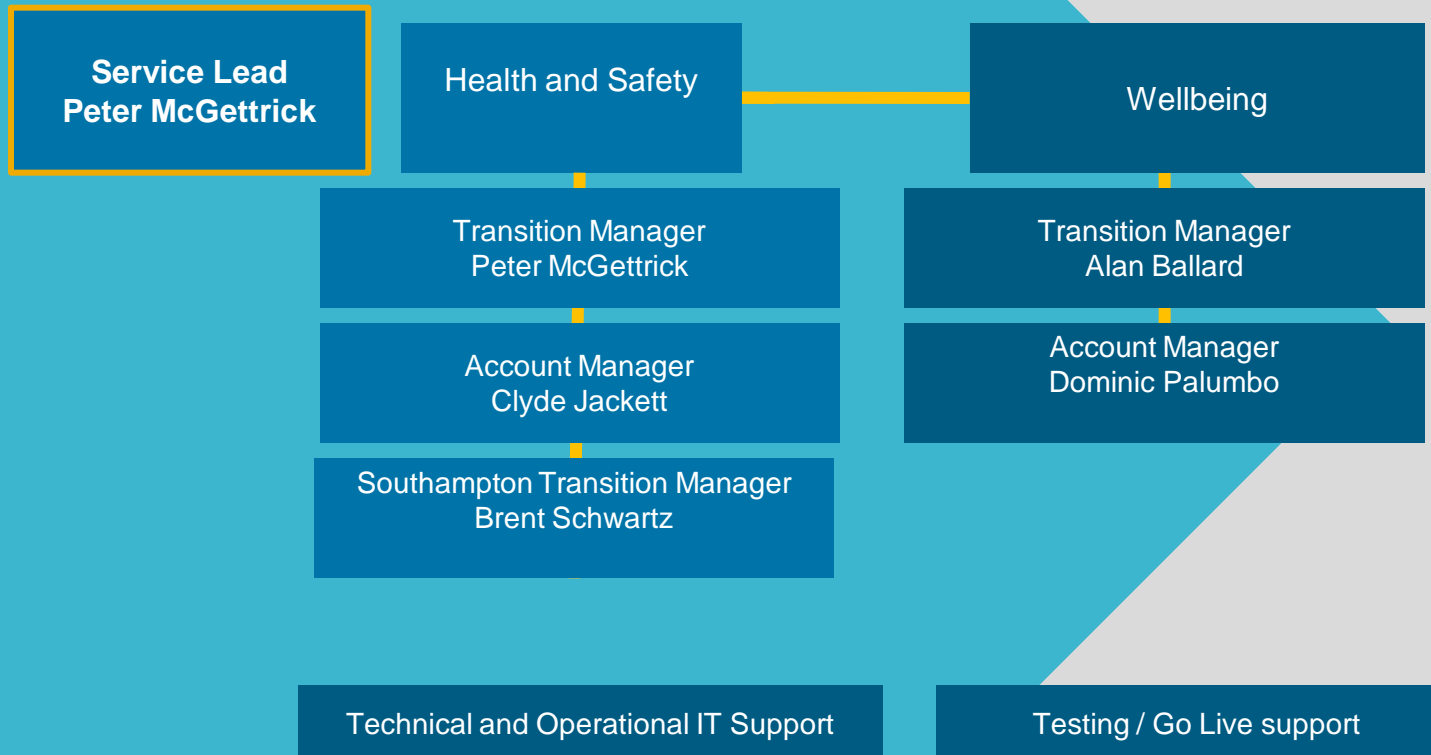 Service Lead
Peter McGettrick
Health and Safety
Wellbeing
Transition Manager
Peter McGettrick
Transition Manager
Alan Ballard
Account Manager
Clyde Jackett
Account Manager
Dominic Palumbo
Southampton Transition Manager
Brent Schwartz
Technical and Operational IT Support
Testing / Go Live support